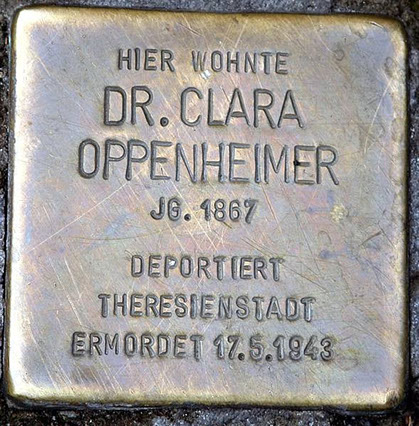 HIER WOHNTE
DR. CLARA
OPPENHEIMER
JG. 1867
DEPORTIERT
THERESIENSTADT
ERMORDET 17.5.1943